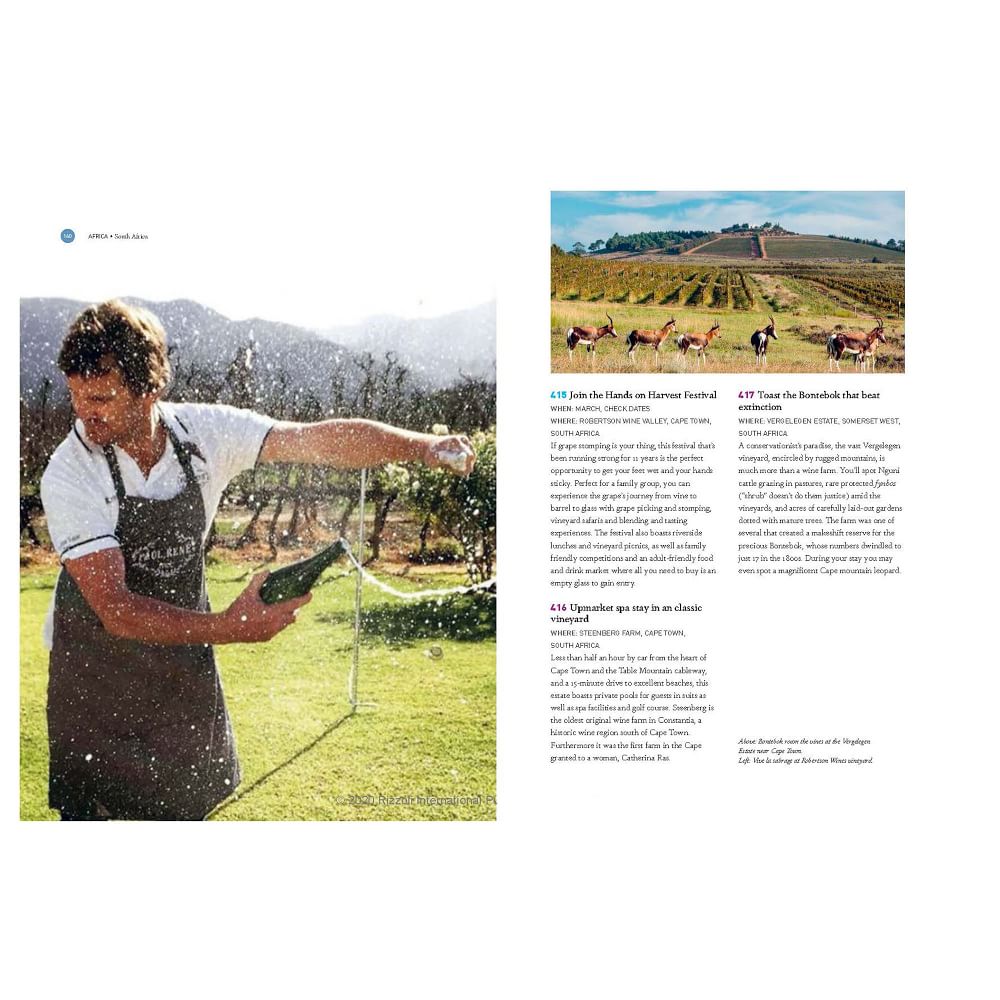 140 AFRICA • South Africa
© 2020 Rizzoli International Pu
415 Join the Hands on Harvest Festival
WHEN: MARCH, CHECK DATES
WHERE: ROBERTSON WINE VALLEY, CAPE TOWN,
SOUTH AFRICA
If grape stomping is your thing, this festival that's
been running strong for 11 years is the perfect
opportunity to get your feet wet and your hands
sticky. Perfect for a family group, you can
experience the grape's journey from vine to
barrel to glass with grape picking and stomping,
vineyard safaris and blending and tasting
experiences. The festival also boasts riverside
lunches and vineyard picnics, as well as family
friendly competitions and an adult-friendly food
and drink market where all you need to buy is an
empty glass to gain entry.
416 Upmarket spa stay in an classic
vineyard
WHERE: STEENBERG FARM, CAPE TOWN,
SOUTH AFRICA
Less than half an hour by car from the heart of
Cape Town and the Table Mountain cableway,
and a 15-minute drive to excellent beaches, this
estate boasts private pools for guests in suits as
well as spa facilities and golf course. Steenberg is
the oldest original wine farm in Constantia, a
historic wine region south of Cape Town.
Furthermore it was the first farm in the Cape
granted to a woman, Catherina Ras.
417 Toast the Bontebok that beat
extinction
WHERE: VERGELEGEN ESTATE, SOMERSET WEST,
SOUTH AFRICA
A conservationist's paradise, the vast Vergelegen
vineyard, encircled by rugged mountains, is
much more than a wine farm. You'll spot Nguni
cattle grazing in pastures, rare protected fynbos
("shrub" doesn't do them justice) amid the
vineyards, and acres of carefully laid-out gardens
dotted with mature trees. The farm was one of
several that created a makeshift reserve for the
precious Bontebok, whose numbers dwindled to
just 17 in the 1800s. During your stay you may
even spot a magnificent Cape mountain leopard.
Above: Bontebok roam the vines at the Vergelegen
Estate near Cape Town.
Left: Vive la sabrage at Robertson Wines vineyard.